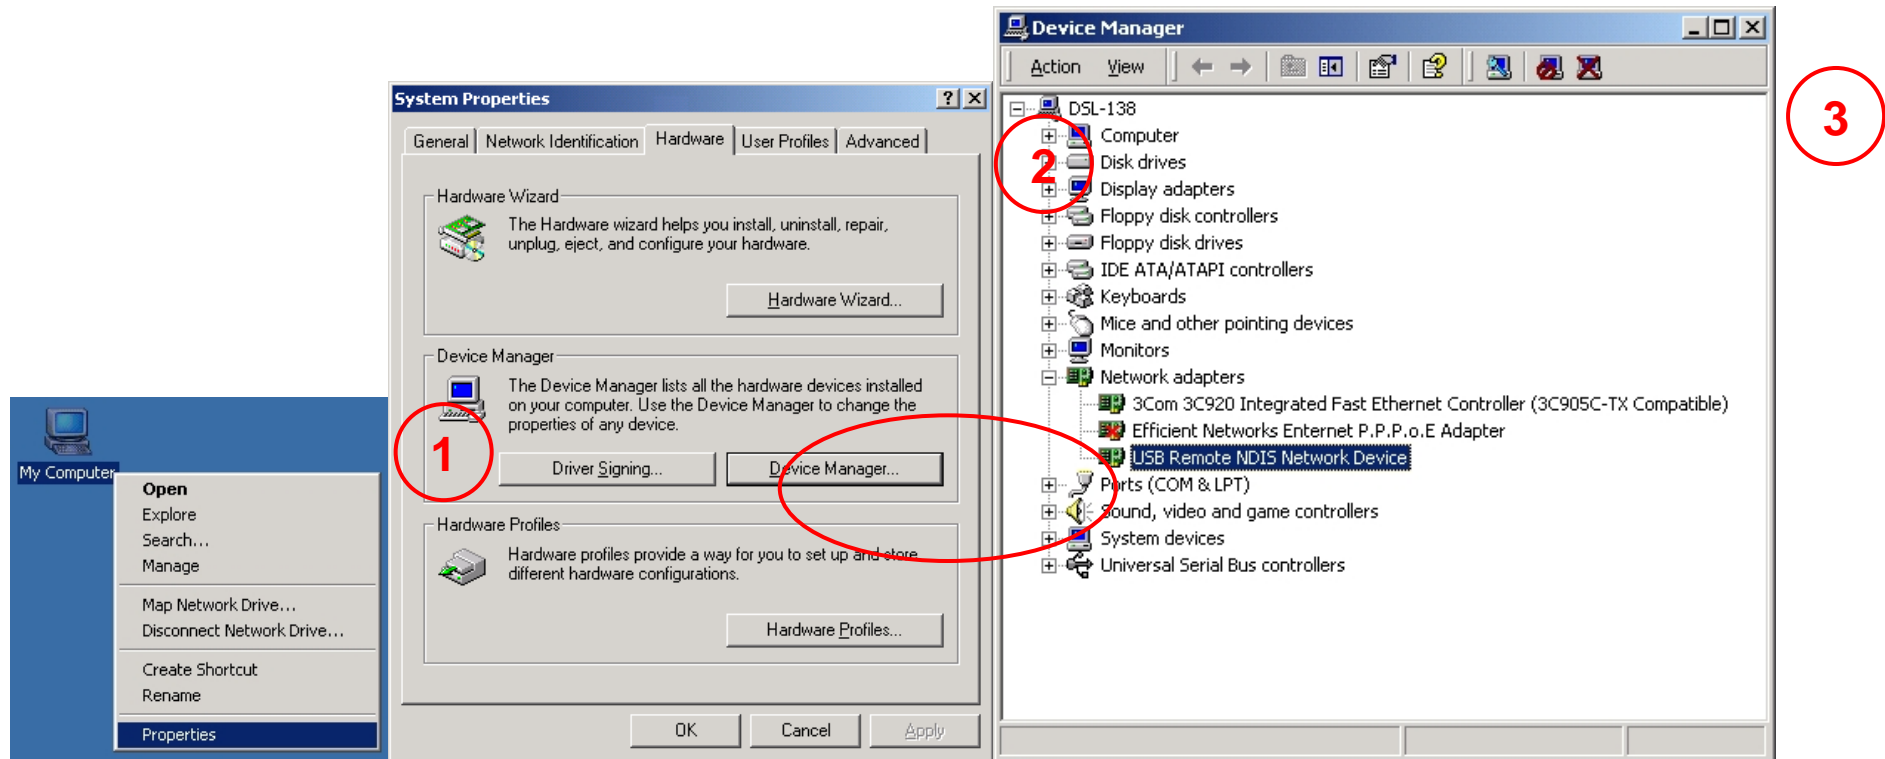 My Computer
Open
Explore
Search...
Manage
Map Network Drive...
Disconnect Network Drive...
Create Shortcut
Rename
Properties
1
System Properties
General Network Identification Hardware User Profiles Advanced
Hardware Wizard
The Hardware wizard helps you install, uninstall, repair,
unplug, eject, and configure your hardware.
Hardware Wizard...
Device Manager
The Device Manager lists all the hardware devices installed
on your computer. Use the Device Manager to change the
properties of any device.
Driver Signing... Device Manager...
Hardware Profiles
Hardware profiles provide a way for you to set up and store
different hardware configurations.
Hardware Profiles...
OK Cancel Apply
2
Device Manager
Action View
DSL-138
Computer
Disk drives
Display adapters
Floppy disk controllers
Floppy disk drives
IDE ATA/ATAPI controllers
Keyboards
Mice and other pointing devices
Monitors
Network adapters
3Com 3C920 Integrated Fast Ethernet Controller (3C905C-TX Compatible)
Efficient Networks Enternet P.P.P.o.E Adapter
USB Remote NDIS Network Device
Ports (COM & LPT)
Sound, video and game controllers
System devices
Universal Serial Bus controllers
3